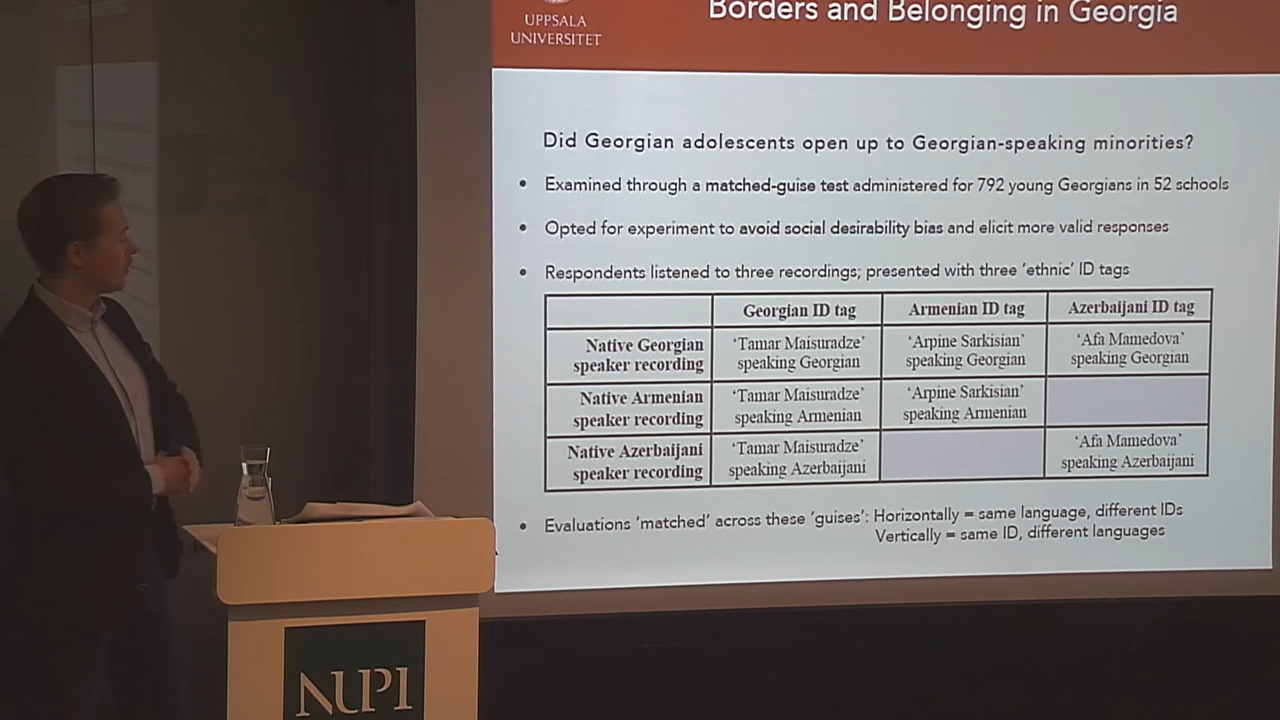 UPPSALA
UNIVERSITET
Borders and Belonging in Georgia
Did Georgian adolescents open up to Georgian-speaking minorities?
• Examined through a matched-guise test administered for 792 young Georgians in 52 schools
• Opted for experiment to avoid social desirability bias and elicit more valid responses
• Respondents listened to three recordings; presented with three 'ethnic' ID tags
Georgian ID tag Armenian ID tag Azerbaijani ID tag
Native Georgian 'Tamar Maisuradze' 'Arpine Sarkisian' 'Afa Mamedova'
speaker recording speaking Georgian speaking Georgian speaking Georgian
Native Armenian 'Tamar Maisuradze' 'Arpine Sarkisian'
speaker recording speaking Armenian speaking Armenian
Native Azerbaijani 'Tamar Maisuradze' 'Afa Mamedova'
speaker recording speaking Azerbaijani speaking Azerbaijani
• Evaluations 'matched' across these 'guises': Horizontally = same language, different IDs
Vertically = same ID, different languages
NUPI